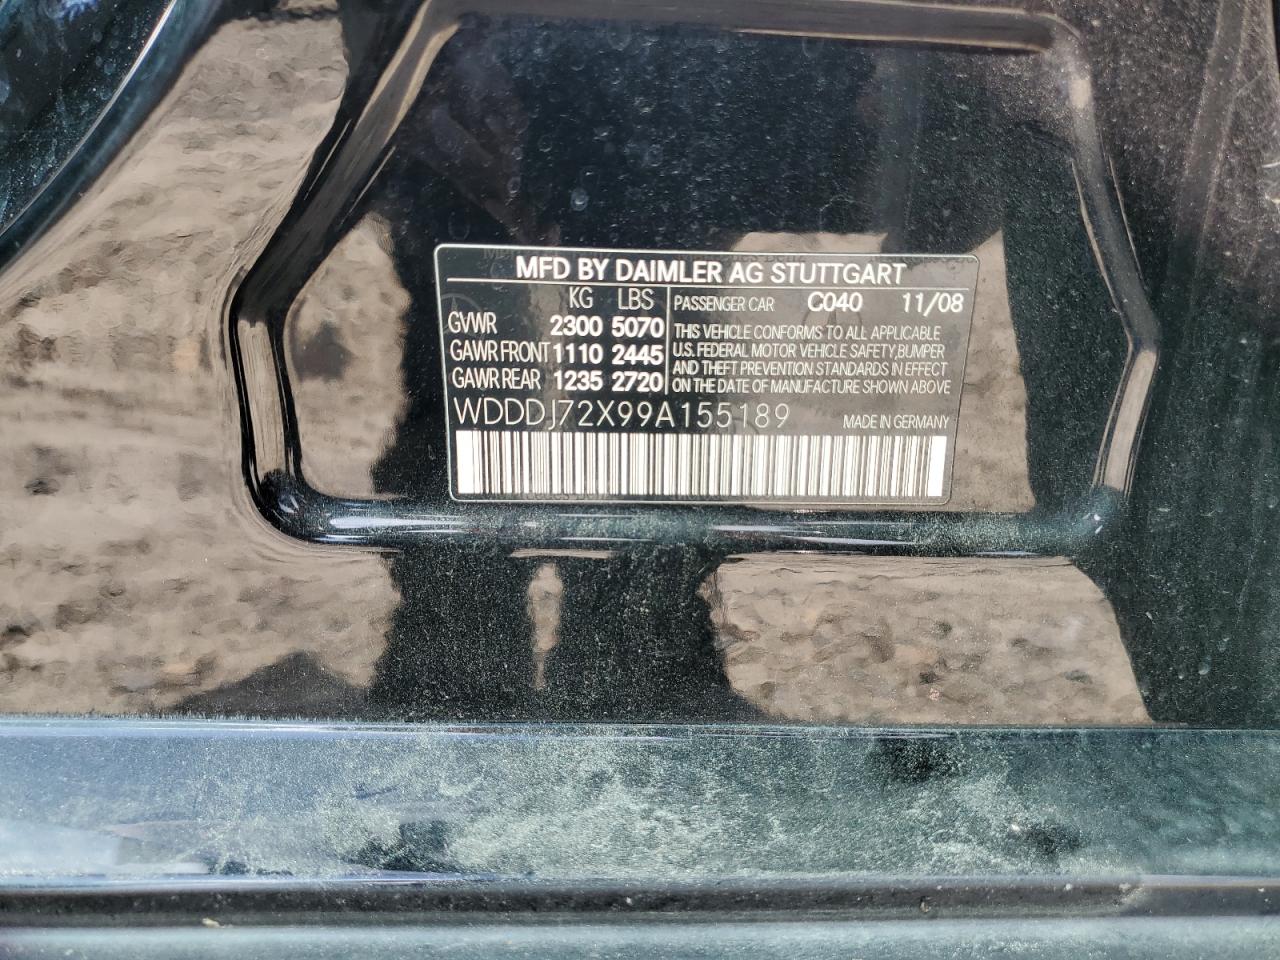 MFD BY DAIMLER AG STUTTGART
KG LBS
GVWR 2300 5070
GAWR FRONT 1110 2445
GAWR REAR 1235 2720
PASSENGER CAR C040 11/08
THIS VEHICLE CONFORMS TO ALL APPLICABLE
U.S. FEDERAL MOTOR VEHICLE SAFETY,BUMPER
AND THEFT PREVENTION STANDARDS IN EFFECT
ON THE DATE OF MANUFACTURE SHOWN ABOVE
WDDDJ72X99A155189 MADE IN GERMANY